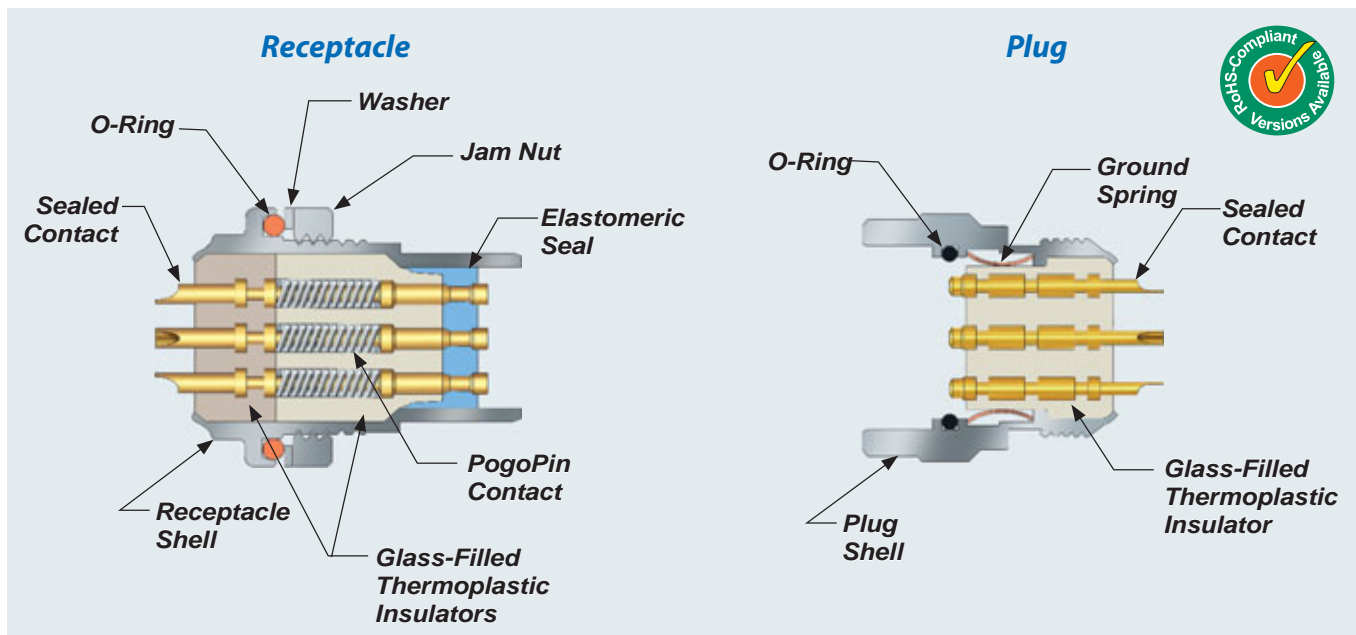 Receptacle
Washer
O-Ring
Jam Nut
Sealed
Contact
Elastomeric
Seal
PogoPin
Contact
Receptacle
Shell
Glass-Filled
Thermoplastic
Insulators
Plug
RoHS-Compliant
Versions Available
O-Ring
Ground
Spring
Sealed
Contact
Glass-Filled
Thermoplastic
Insulator
Plug
Shell